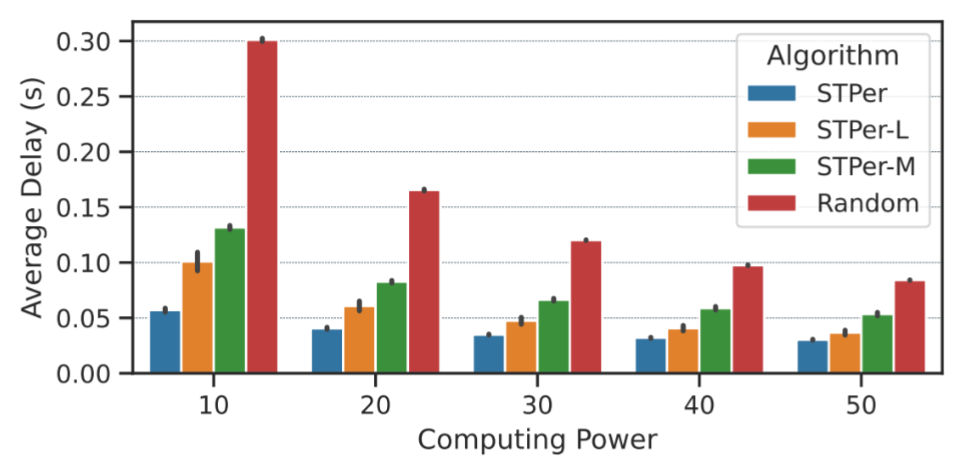 0.30
0.25
0.20
0.15
0.10
0.05
0.00
Average Delay (s)
10 20 30 40 50
Computing Power
Algorithm
STPer
STPer-L
STPer-M
Random